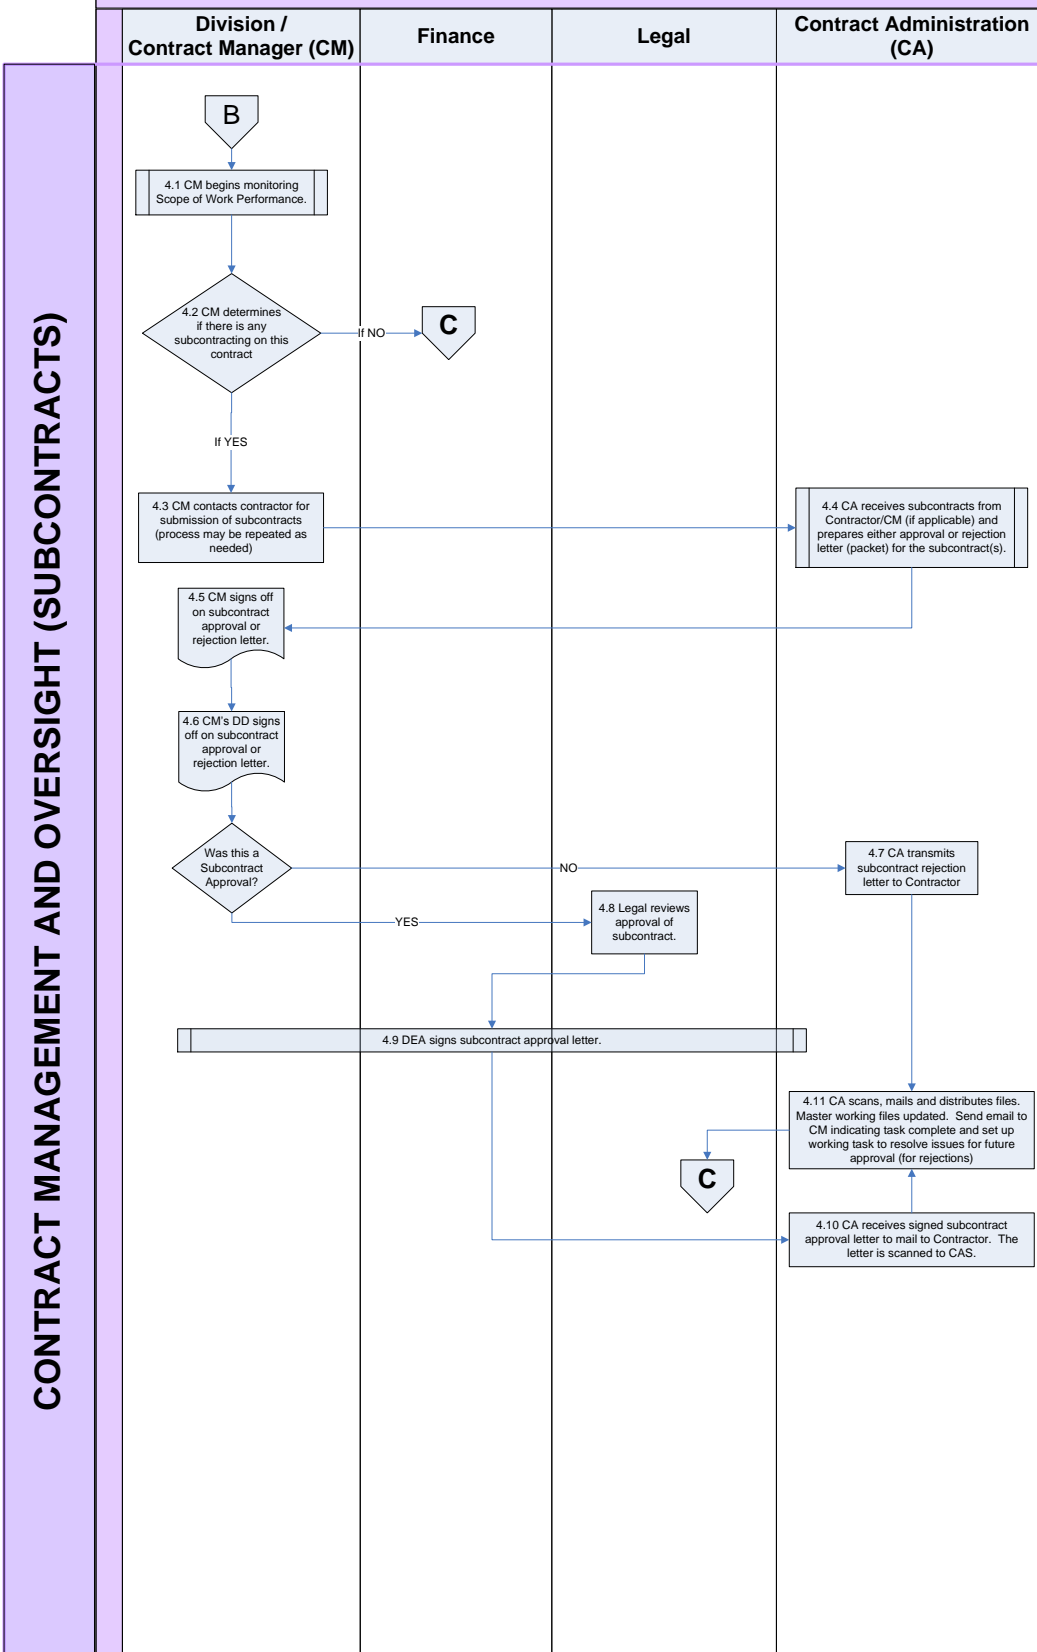 Division /
Contract Manager (CM)
Finance
Legal
Contract Administration
(CA)
CONTRACT MANAGEMENT AND OVERSIGHT (SUBCONTRACTS)
B
4.1 CM begins monitoring
Scope of Work Performance.
4.2 CM determines
if there is any
subcontracting on this
contract
If NO
C
If YES
4.3 CM contacts contractor for
submission of subcontracts
(process may be repeated as
needed)
4.4 CA receives subcontracts from
Contractor/CM (if applicable) and
prepares either approval or rejection
letter (packet) for the subcontract(s).
4.5 CM signs off
on subcontract
approval or
rejection letter.
4.6 CM's DD signs
off on subcontract
approval or
rejection letter.
Was this a
Subcontract
Approval?
NO
4.7 CA transmits
subcontract rejection
letter to Contractor
YES
4.8 Legal reviews
approval of
subcontract.
4.9 DEA signs subcontract approval letter.
4.11 CA scans, mails and distributes files.
Master working files updated.  Send email to
CM indicating task complete and set up
working task to resolve issues for future
approval (for rejections)
C
4.10 CA receives signed subcontract
approval letter to mail to Contractor.  The
letter is scanned to CAS.